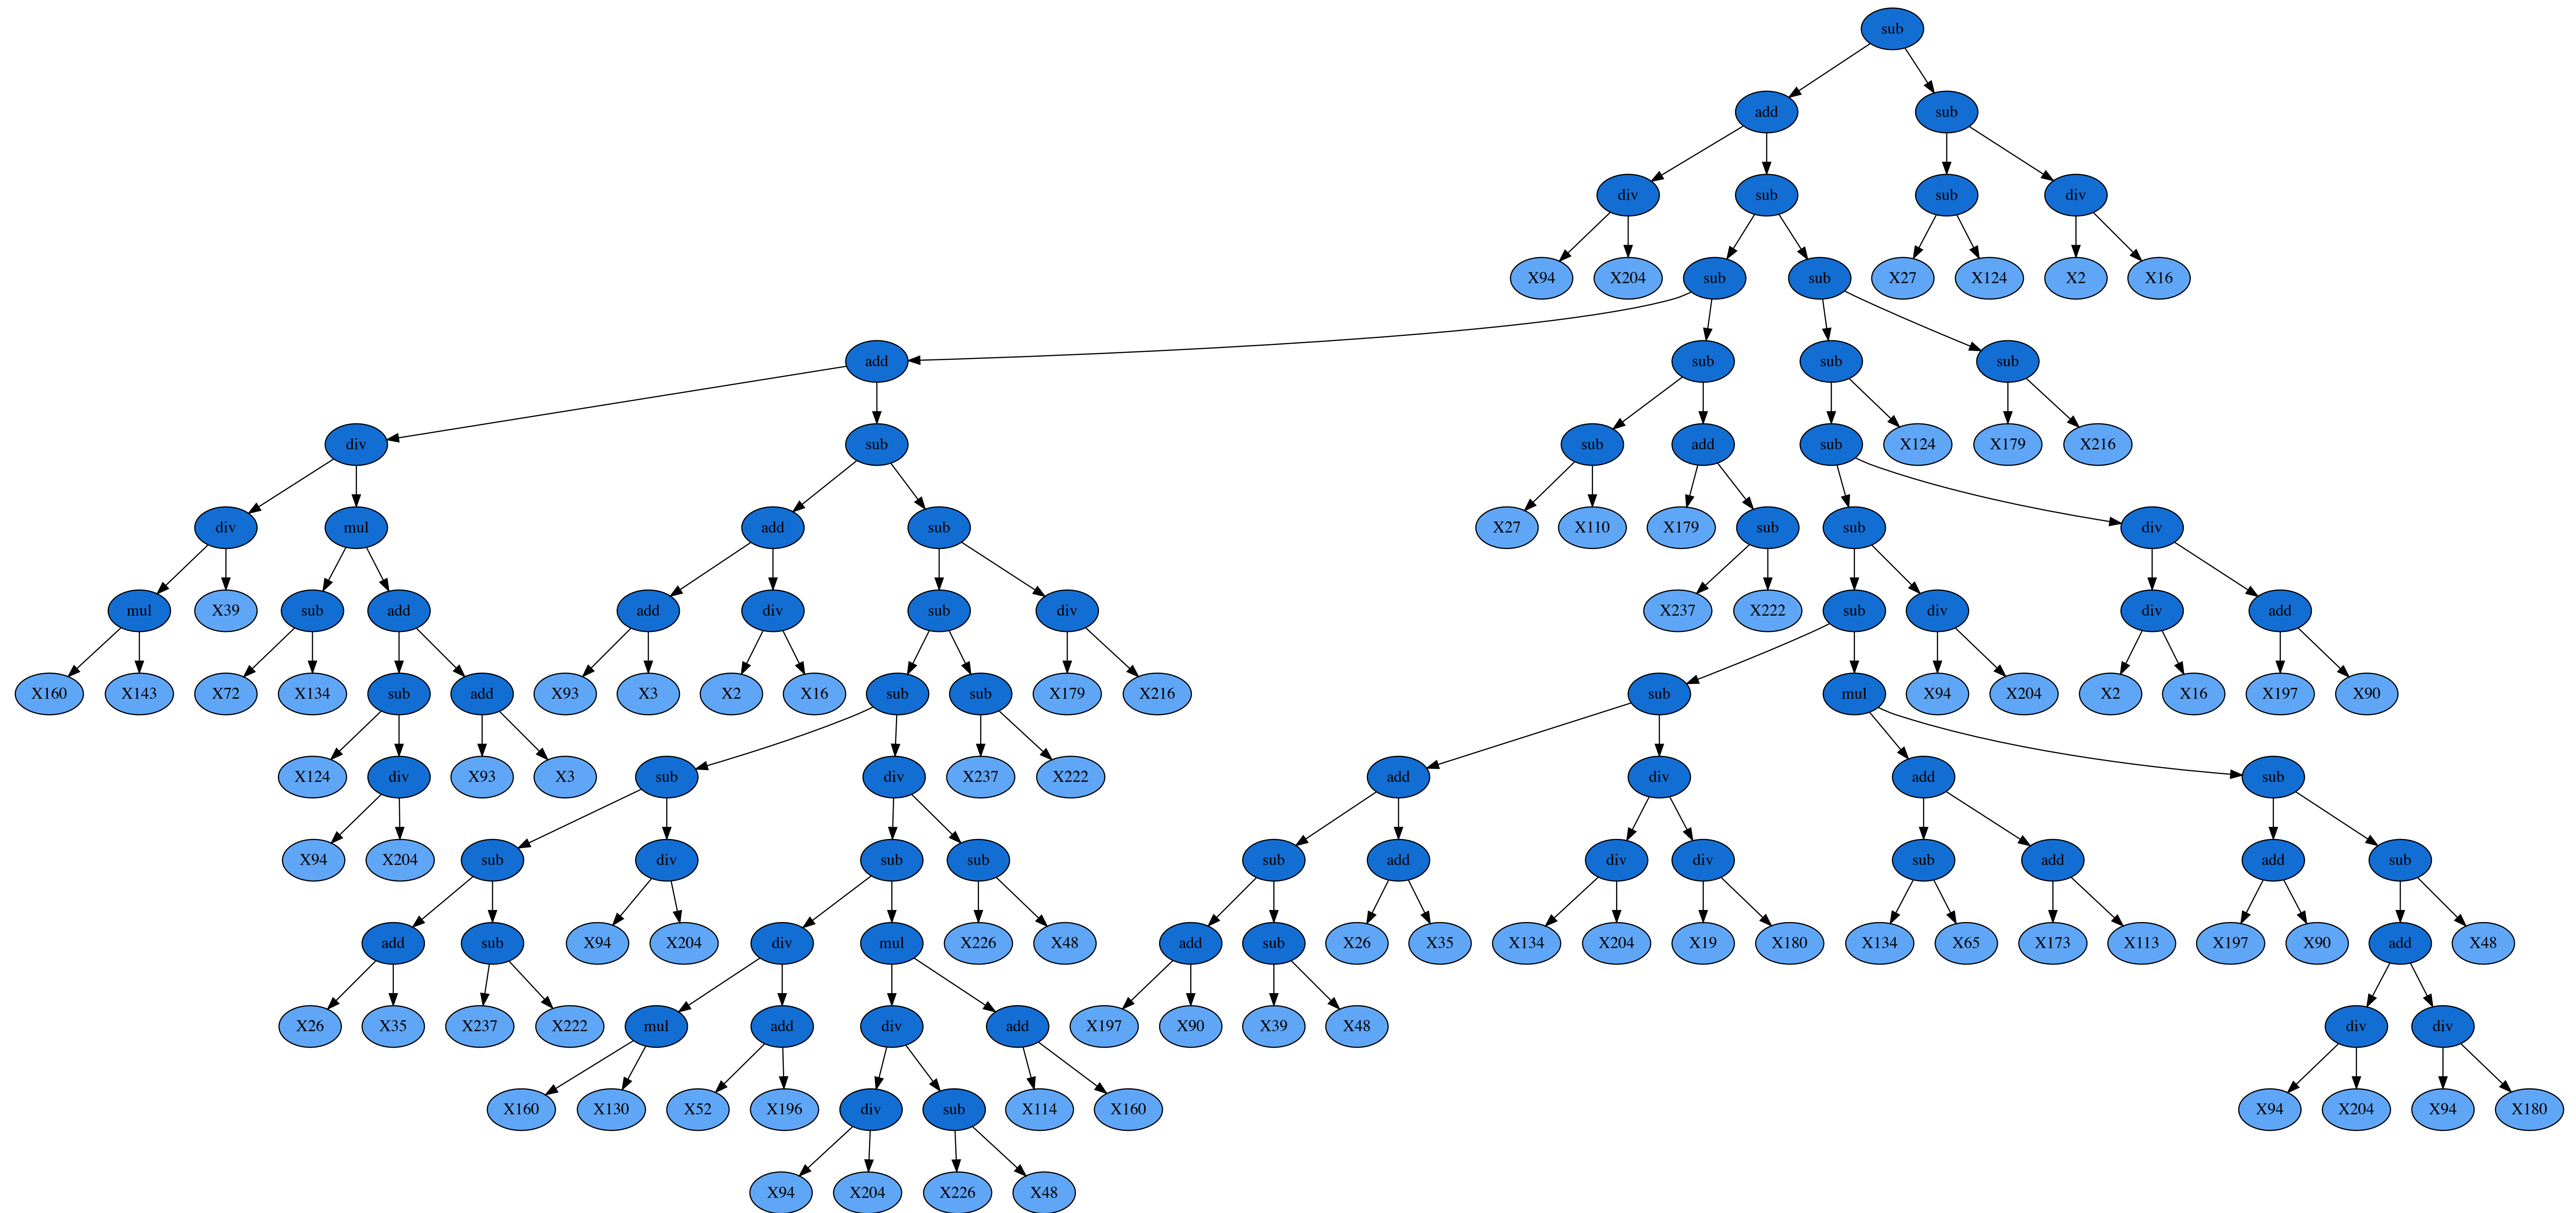 sub
add sub
div sub sub div
X94 X204 sub sub X27 X124 X2 X16
add sub sub sub
div sub sub add sub X124 X179 X216
div mul add sub X27 X110 X179 sub sub div
mul X39 sub add add div sub div X237 X222 sub div div add
X160 X143 X72 X134 sub add X93 X3 X2 X16 sub sub X179 X216 sub mul X94 X204 X2 X16 X197 X90
X124 div X93 X3 sub div X237 X222 add div add sub
X94 X204 sub div sub sub sub add div div sub add add sub
add sub X94 X204 div mul X226 X48 add sub X26 X35 X134 X204 X19 X180 X134 X65 X173 X113 X197 X90 add X48
X26 X35 X237 X222 mul add div add X197 X90 X39 X48 div div
X160 X130 X52 X196 div sub X114 X160 X94 X204 X94 X180
X94 X204 X226 X48